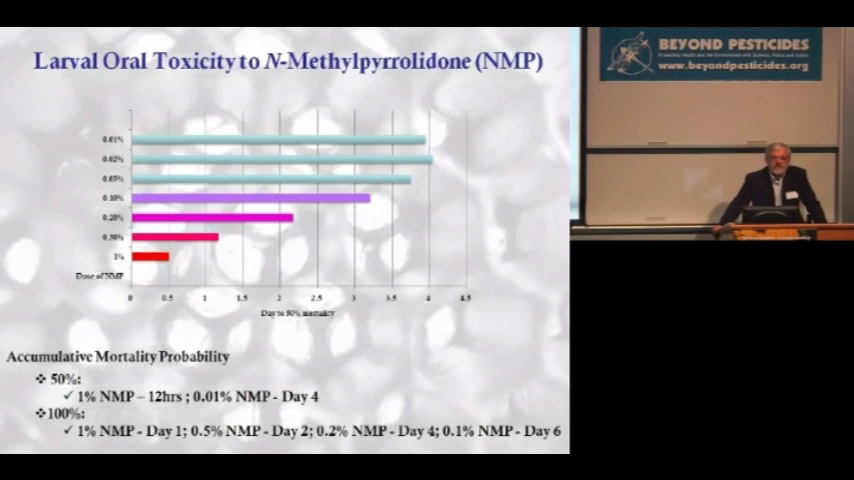 Larval Oral Toxicity to N-Methylpyrrolidone (NMP)
0.01%
0.02%
0.05%
0.10%
0.20%
0.50%
1%
Dose of NMP
0 0.5 1 1.5 2 2.5 3 3.5 4 4.5
Day to 50% mortality
Accumulative Mortality Probability
❖ 50%:
✓ 1% NMP – 12hrs ; 0.01% NMP - Day 4
❖100%:
✓ 1% NMP - Day 1; 0.5% NMP - Day 2; 0.2% NMP - Day 4; 0.1% NMP - Day 6
BEYOND PESTICIDES
www.beyondpesticides.org